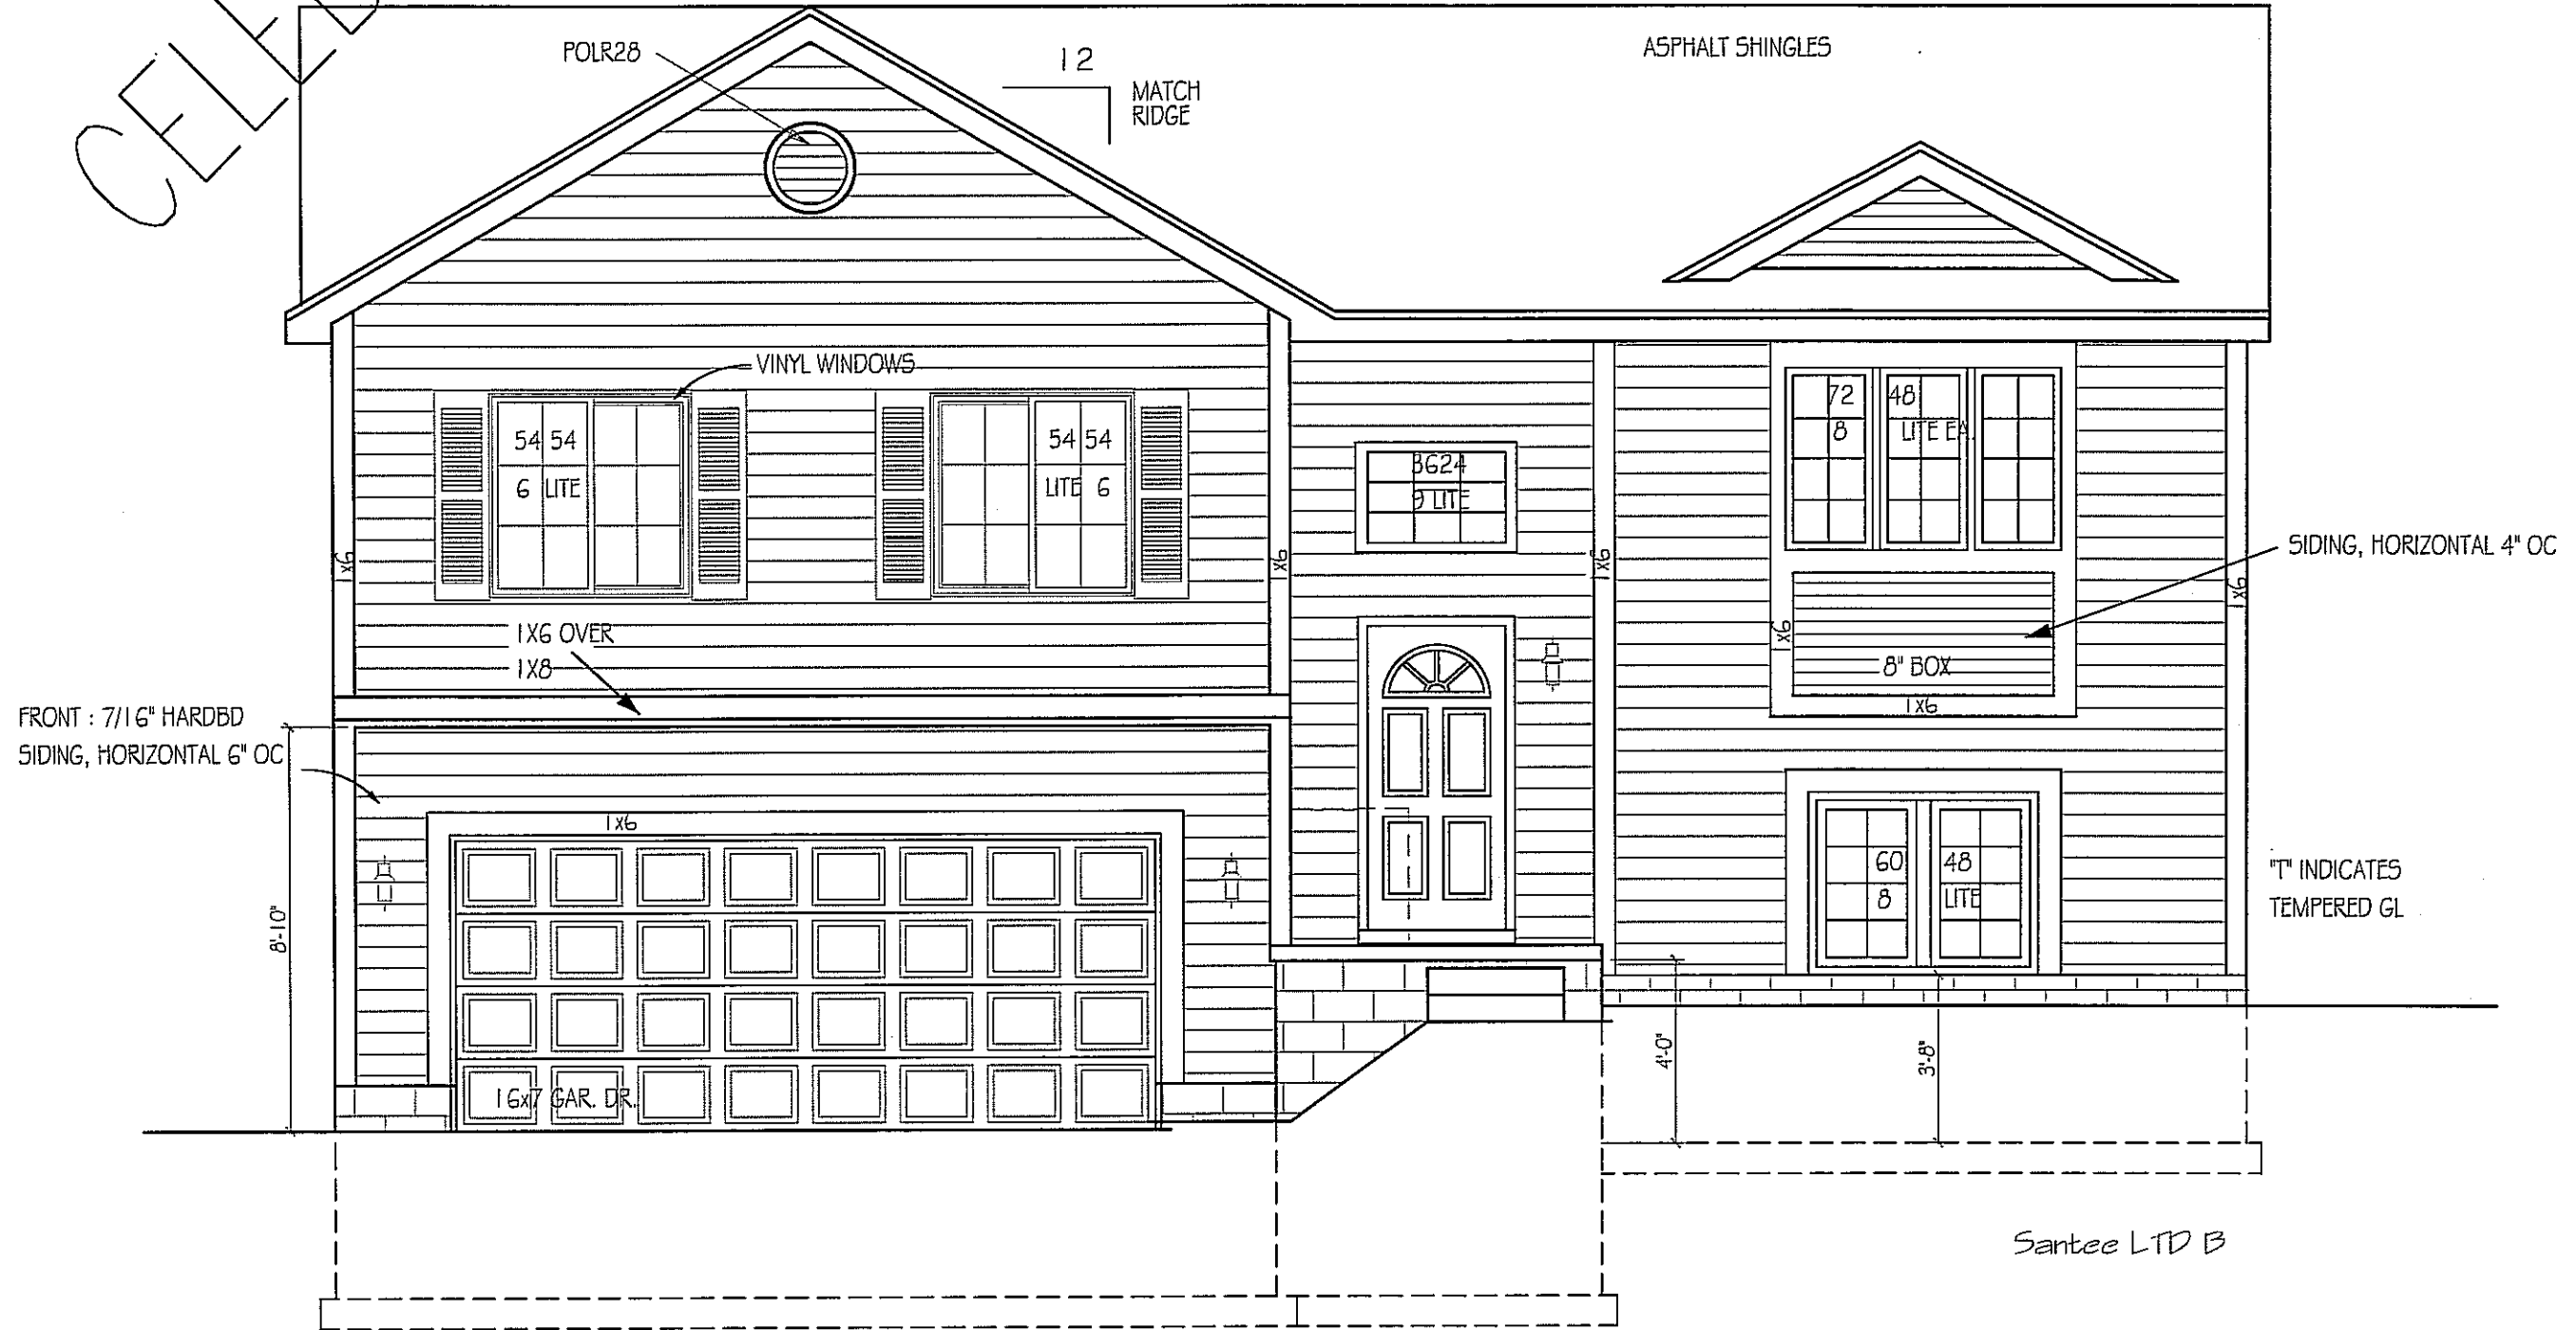 POLR28
12
MATCH
RIDGE
ASPHALT SHINGLES
VINYL WINDOWS
54 54
6 LITE
54 54
LITE 6
3624
9 LITE
72 48
8 LITE EA.
1x6
1x6
1x6
1x6
SIDING, HORIZONTAL 4" OC
1x6
8" BOX
1x6
1X6 OVER
1X8
FRONT : 7/16" HARDBD
SIDING, HORIZONTAL 6" OC
1x6
8'-10"
16x7 GAR. DR.
60 48
8 LITE
"T" INDICATES
TEMPERED GL
4'-0"
3'-8"
Santee LTD B